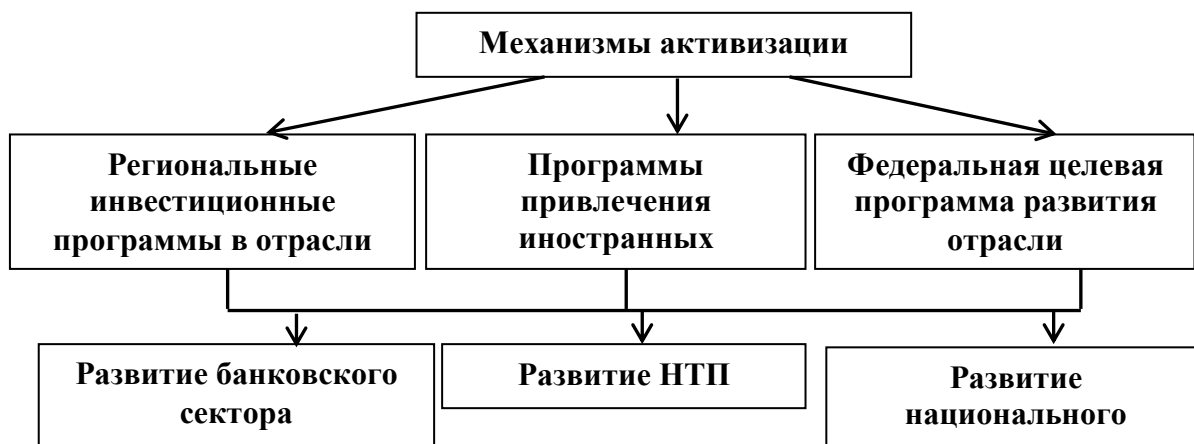 Механизмы активизации
Региональные
инвестиционные
программы в отрасли
Программы
привлечения
иностранных
Федеральная целевая
программа развития
отрасли
Развитие банковского
сектора
Развитие НТП
Развитие
национального